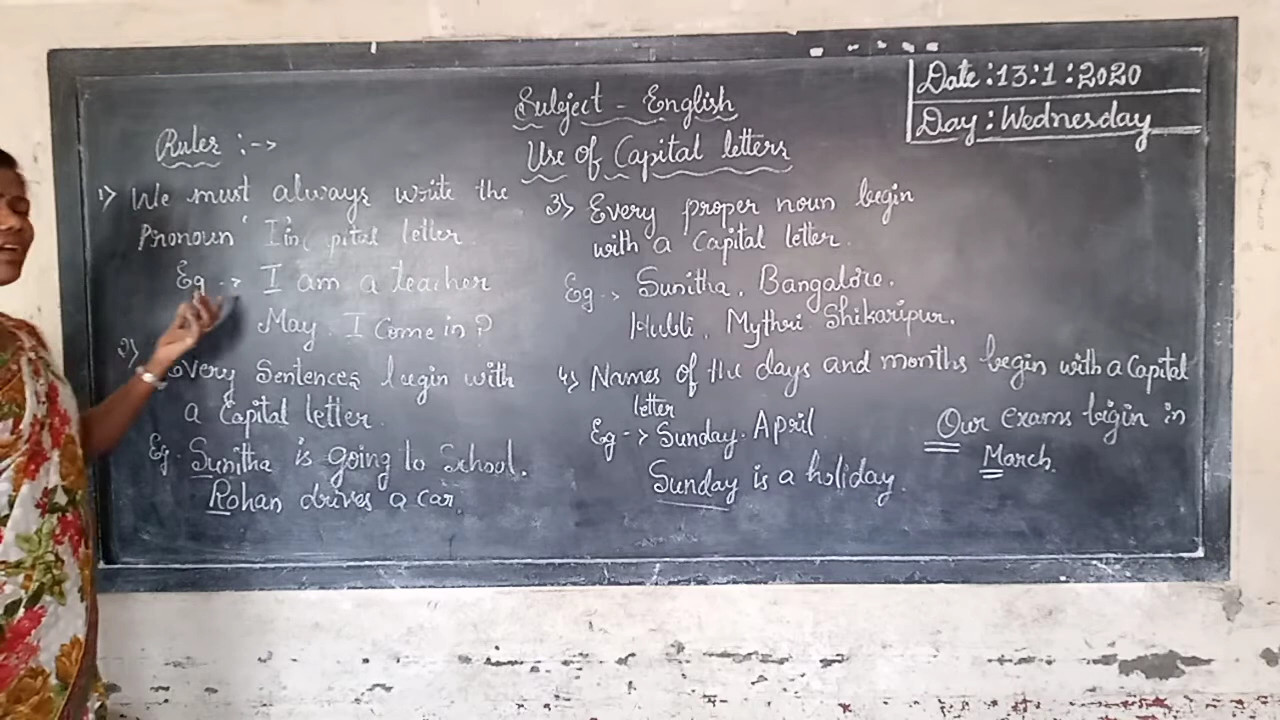 Subject - English
Date : 13 : 1 : 2020
Day : Wednesday
Use of Capital letters
Rules :->
1) We must always write the
Pronoun 'I' in pital letter.
Eg -> I am a teacher
May I Come in ?
2) Every Sentences begin with
a Capital letter.
Eg. Sunitha is going to School.
Rohan drives a car.
3) Every proper noun begin
with a Capital letter.
Eg -> Sunitha, Bangalore.
Hubli, Mythri Shikaripur.
4) Names of the days and months begin with a Capital
letter
Eg -> Sunday. April
Sunday is a holiday.
Our exams begin in
March.